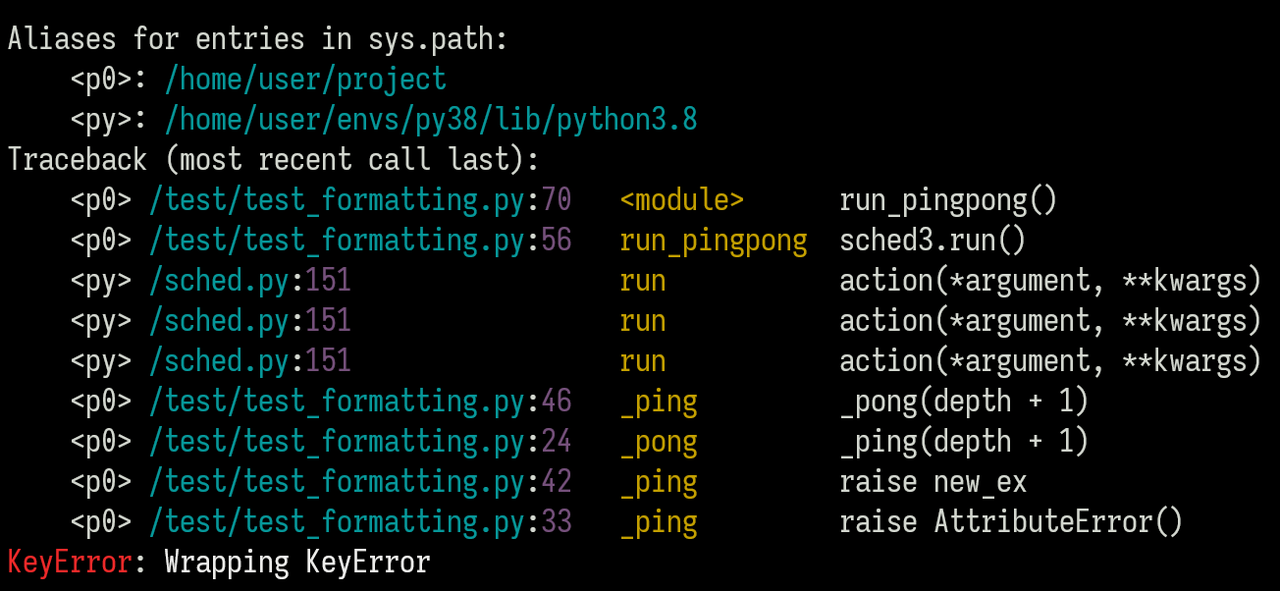 Aliases for entries in sys.path:
    <p0>: /home/user/project
    <py>: /home/user/envs/py38/lib/python3.8
Traceback (most recent call last):
    <p0> /test/test_formatting.py:70   <module>      run_pingpong()
    <p0> /test/test_formatting.py:56   run_pingpong  sched3.run()
    <py> /sched.py:151                 run           action(*argument, **kwargs)
    <py> /sched.py:151                 run           action(*argument, **kwargs)
    <py> /sched.py:151                 run           action(*argument, **kwargs)
    <p0> /test/test_formatting.py:46   _ping         _pong(depth + 1)
    <p0> /test/test_formatting.py:24   _pong         _ping(depth + 1)
    <p0> /test/test_formatting.py:42   _ping         raise new_ex
    <p0> /test/test_formatting.py:33   _ping         raise AttributeError()
KeyError: Wrapping KeyError